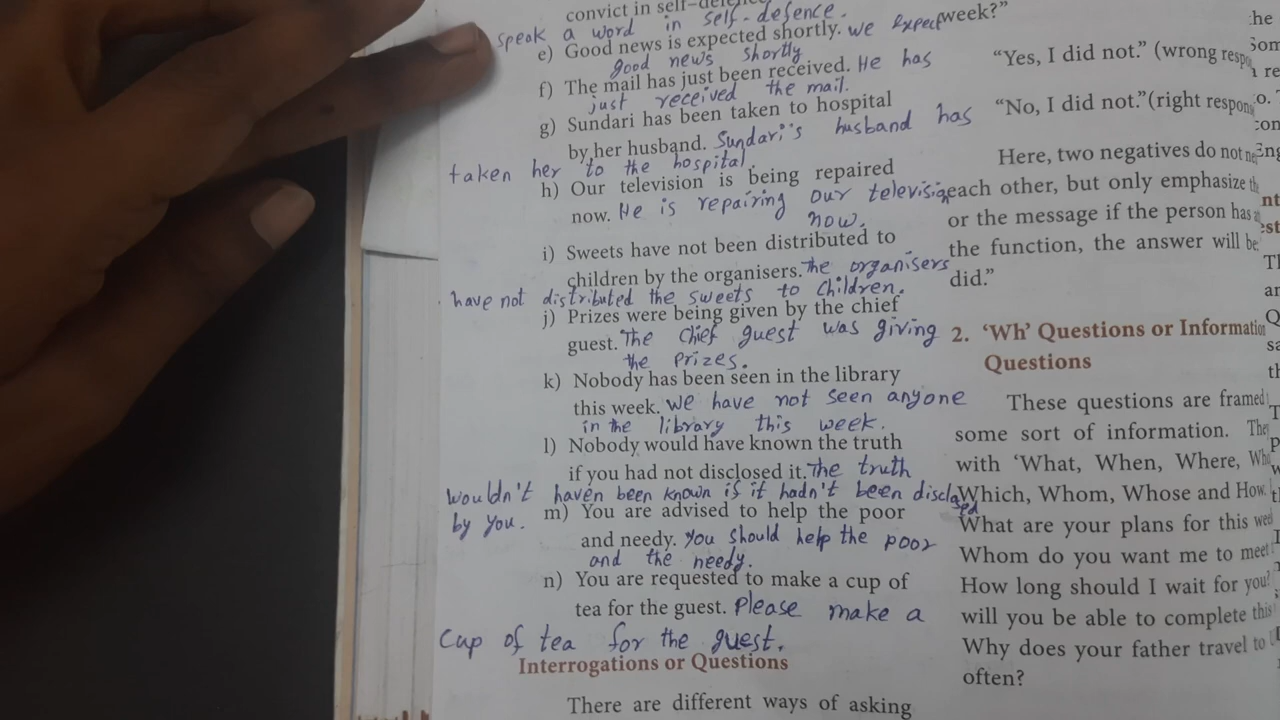 convict in self-defence
speak a word in self-defence.
e) Good news is expected shortly. We expect
good news shortly
f) The mail has just been received. He has
just received the mail.
g) Sundari has been taken to hospital
by her husband. Sundari's husband has
taken her to the hospital.
h) Our television is being repaired
now. He is repairing our television
now.
i) Sweets have not been distributed to
children by the organisers. The organisers
have not distributed the sweets to children.
j) Prizes were being given by the chief
guest. The chief guest was giving
the prizes.
k) Nobody has been seen in the library
this week. We have not seen anyone
in the library this week.
l) Nobody would have known the truth
if you had not disclosed it. The truth
wouldn't haven been known if it hadn't been disclosed
by you.
m) You are advised to help the poor
and needy. You should help the poor
and the needy.
n) You are requested to make a cup of
tea for the guest. Please make a
cup of tea for the guest.
Interrogations or Questions
There are different ways of asking
week?"
"Yes, I did not." (wrong
"No, I did not."(right
Here, two negatives do not
each other, but only emphasize
or the message if the person has
the function, the answer will be
did."
2. 'Wh' Questions or Information
Questions
These questions are framed
some sort of information. They
with 'What, When, Where,
Which, Whom, Whose and How.
What are your plans for this
Whom do you want me to meet
How long should I wait for you?
will you be able to complete this
Why does your father travel to
often?